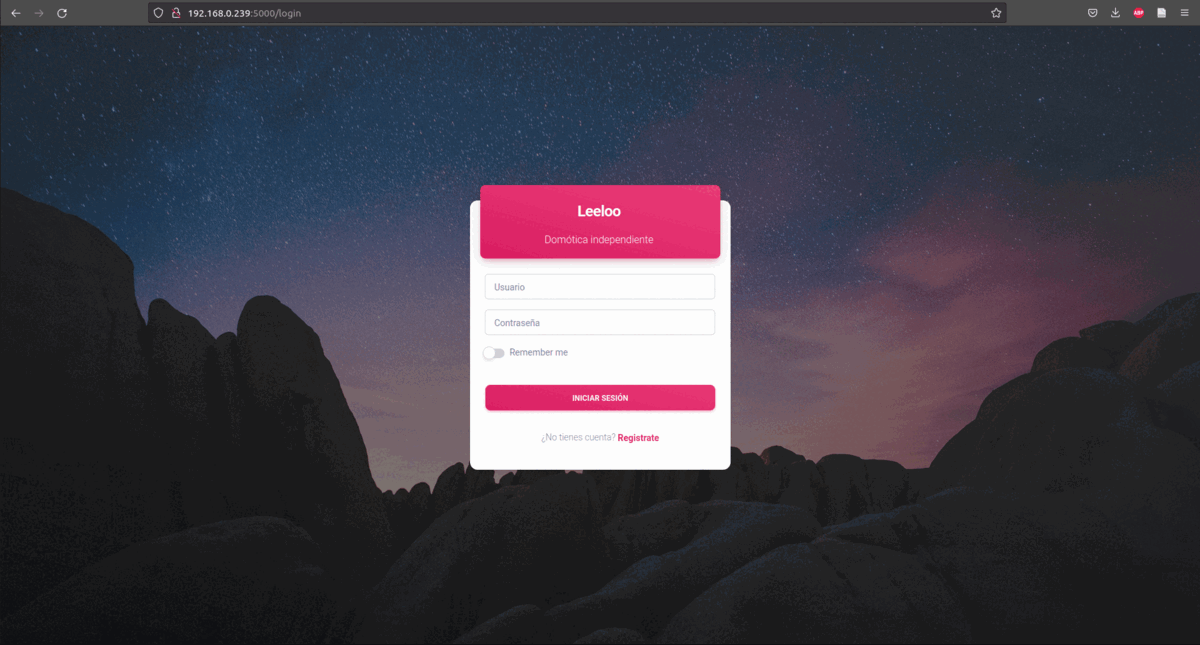 192.168.0.239:5000/login
ABP
Leeloo
Domótica independiente
Usuario
Contraseña
Remember me
INICIAR SESIÓN
¿No tienes cuenta? Registrate